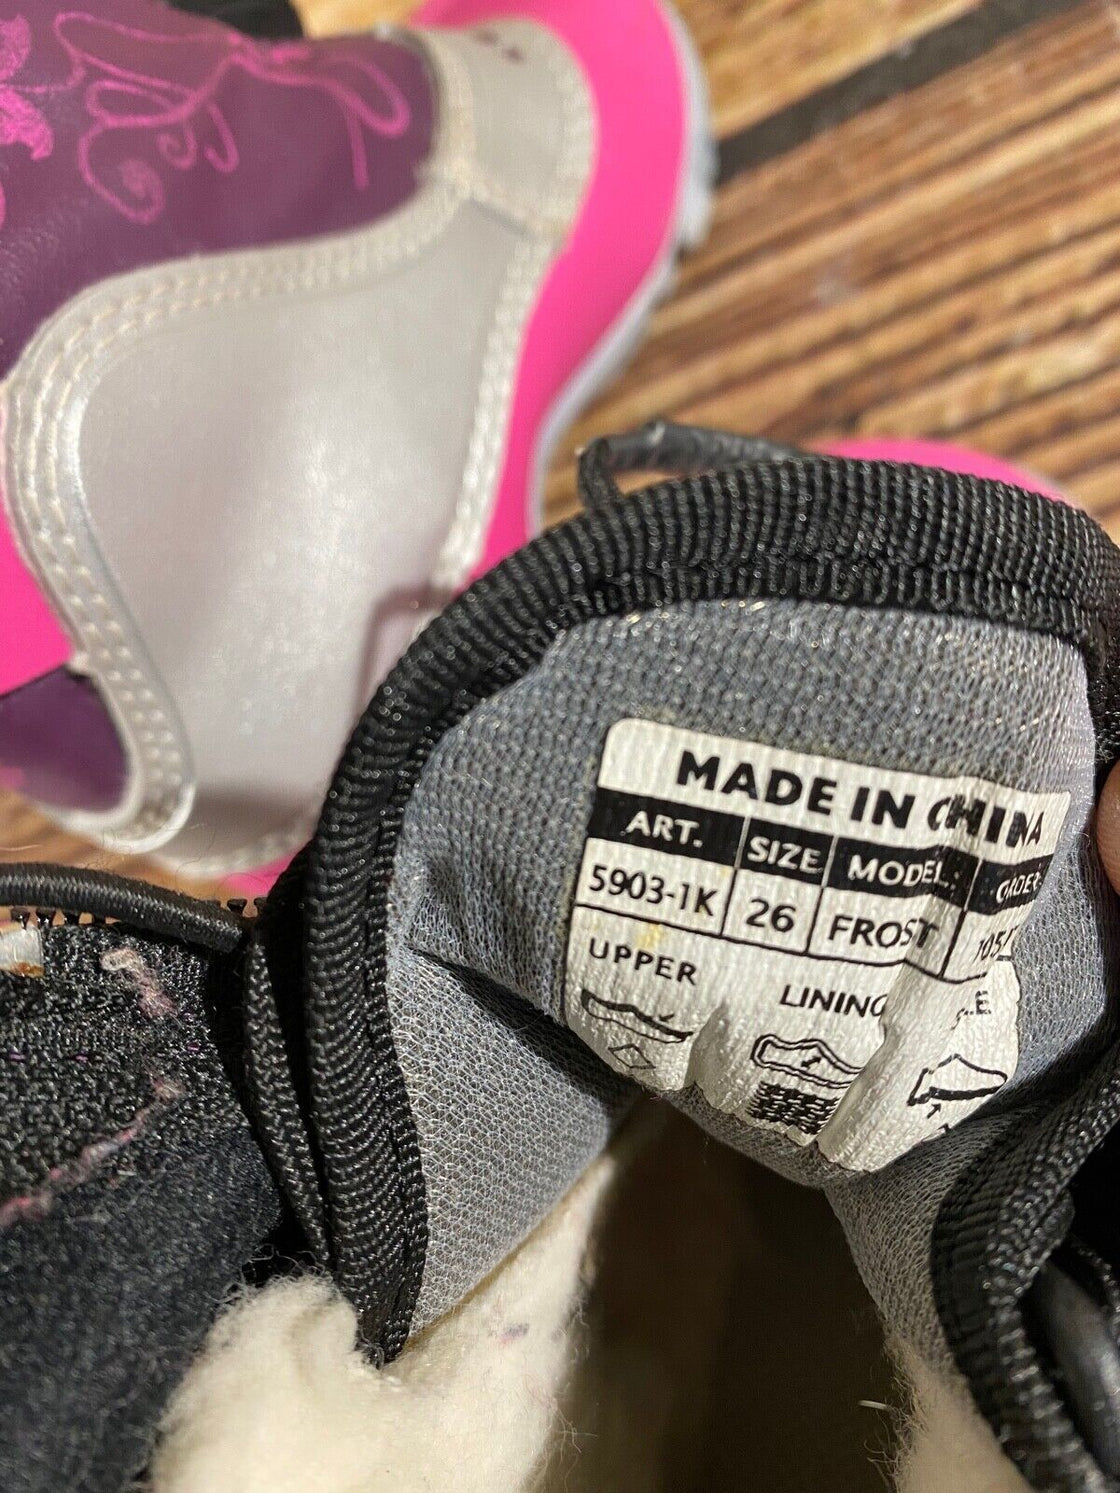 MADE IN CHINA
ART. SIZE MODEL:
5903-1K 26 FROST
UPPER LINING